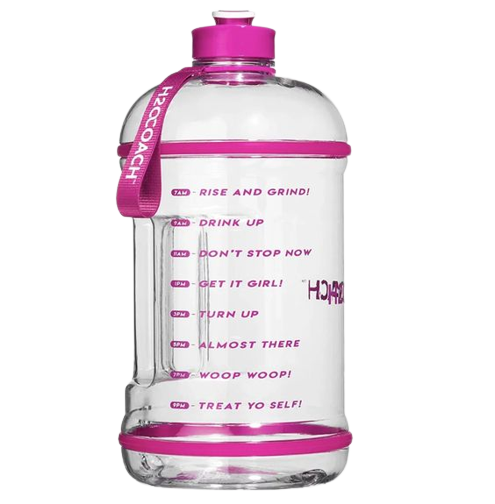 H2OCOACH
7AM - RISE AND GRIND!
9AM - DRINK UP
11AM - DON'T STOP NOW
1PM - GET IT GIRL!
3PM - TURN UP
5PM - ALMOST THERE
7PM - WOOP WOOP!
9PM - TREAT YO SELF!